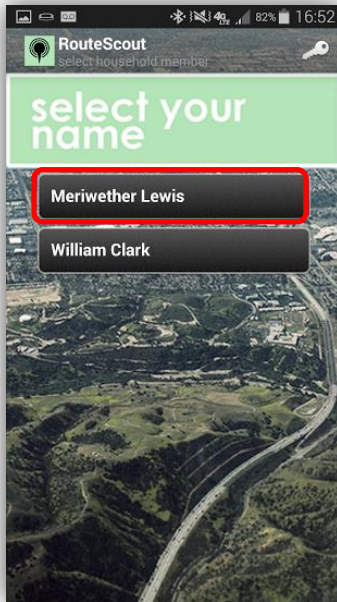 82% 16:52
RouteScout
select household member
select your
name
Meriwether Lewis
William Clark